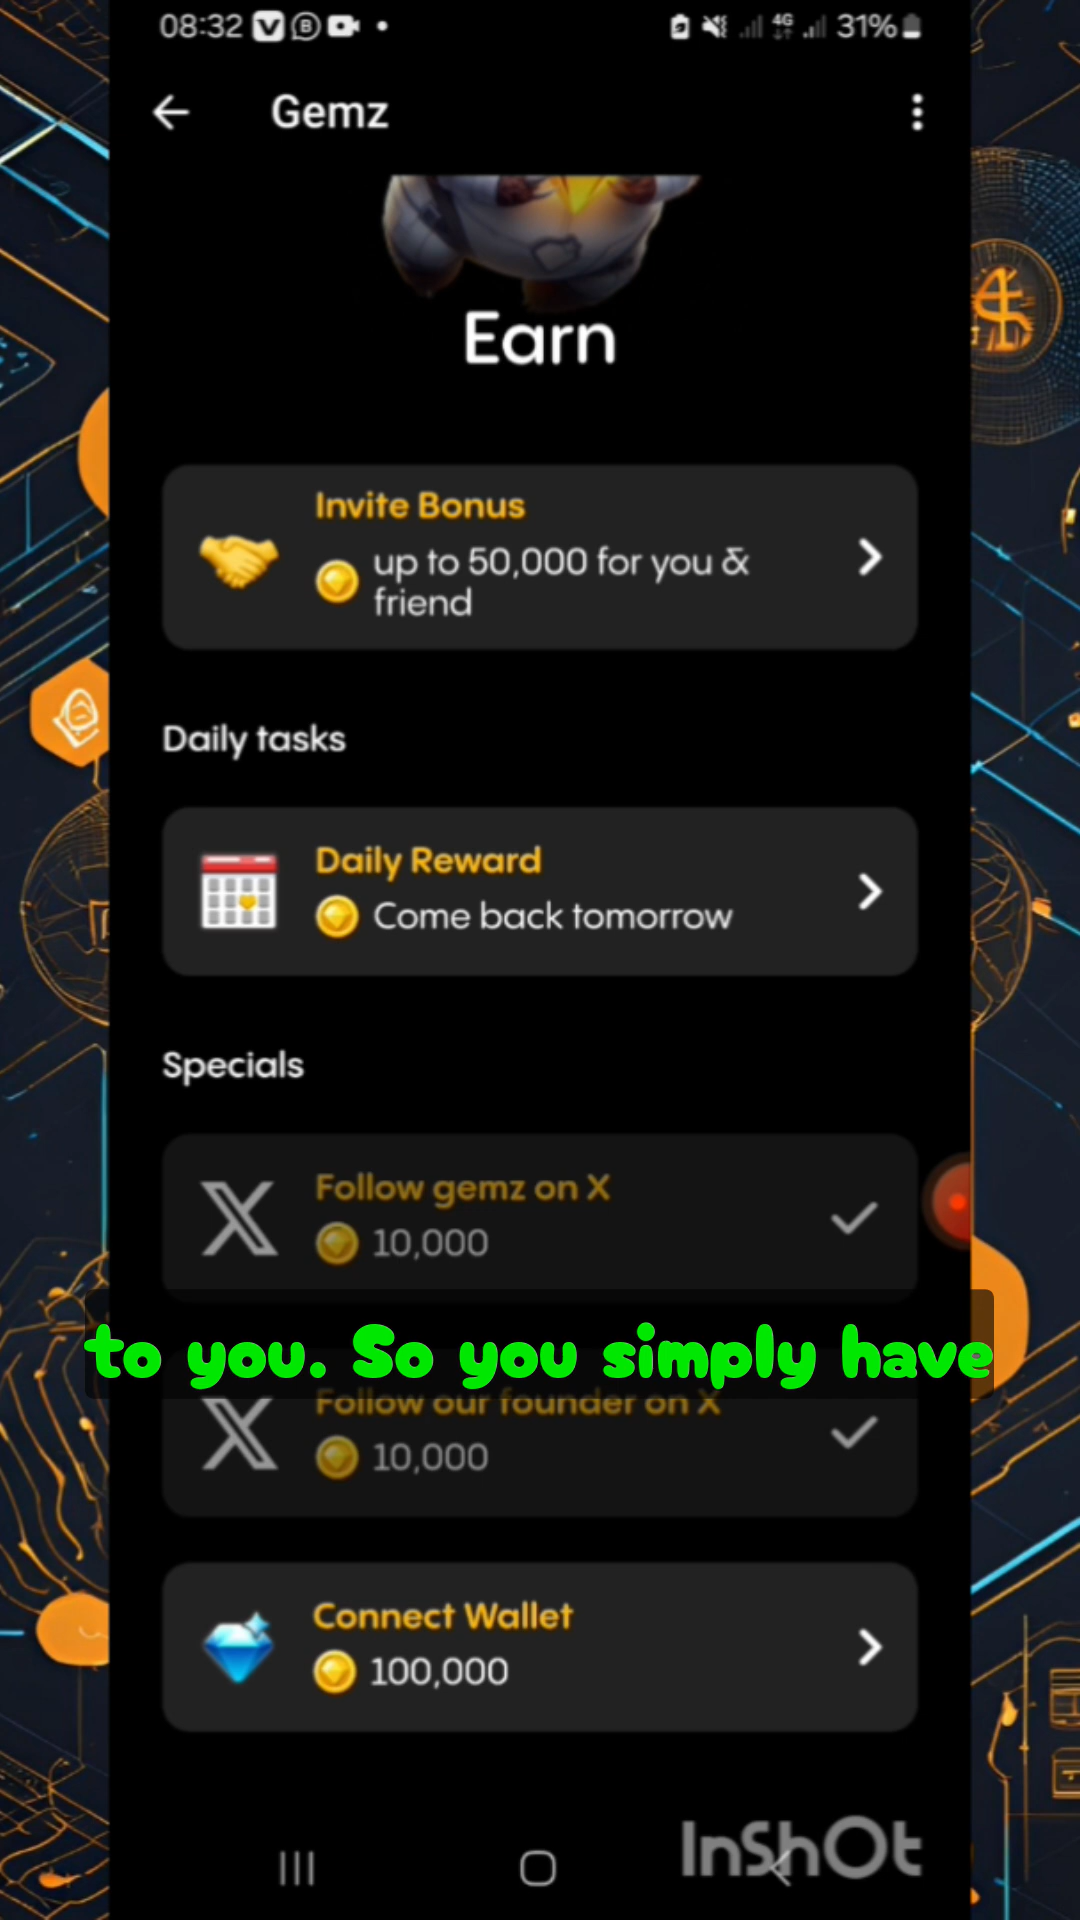 08:32
4G
31%
Gemz
Earn
Invite Bonus
up to 50,000 for you &
friend
Daily tasks
Daily Reward
Come back tomorrow
Specials
Follow gemz on X
10,000
to you. So you simply have
Follow our founder on X
10,000
Connect Wallet
100,000
InShOt